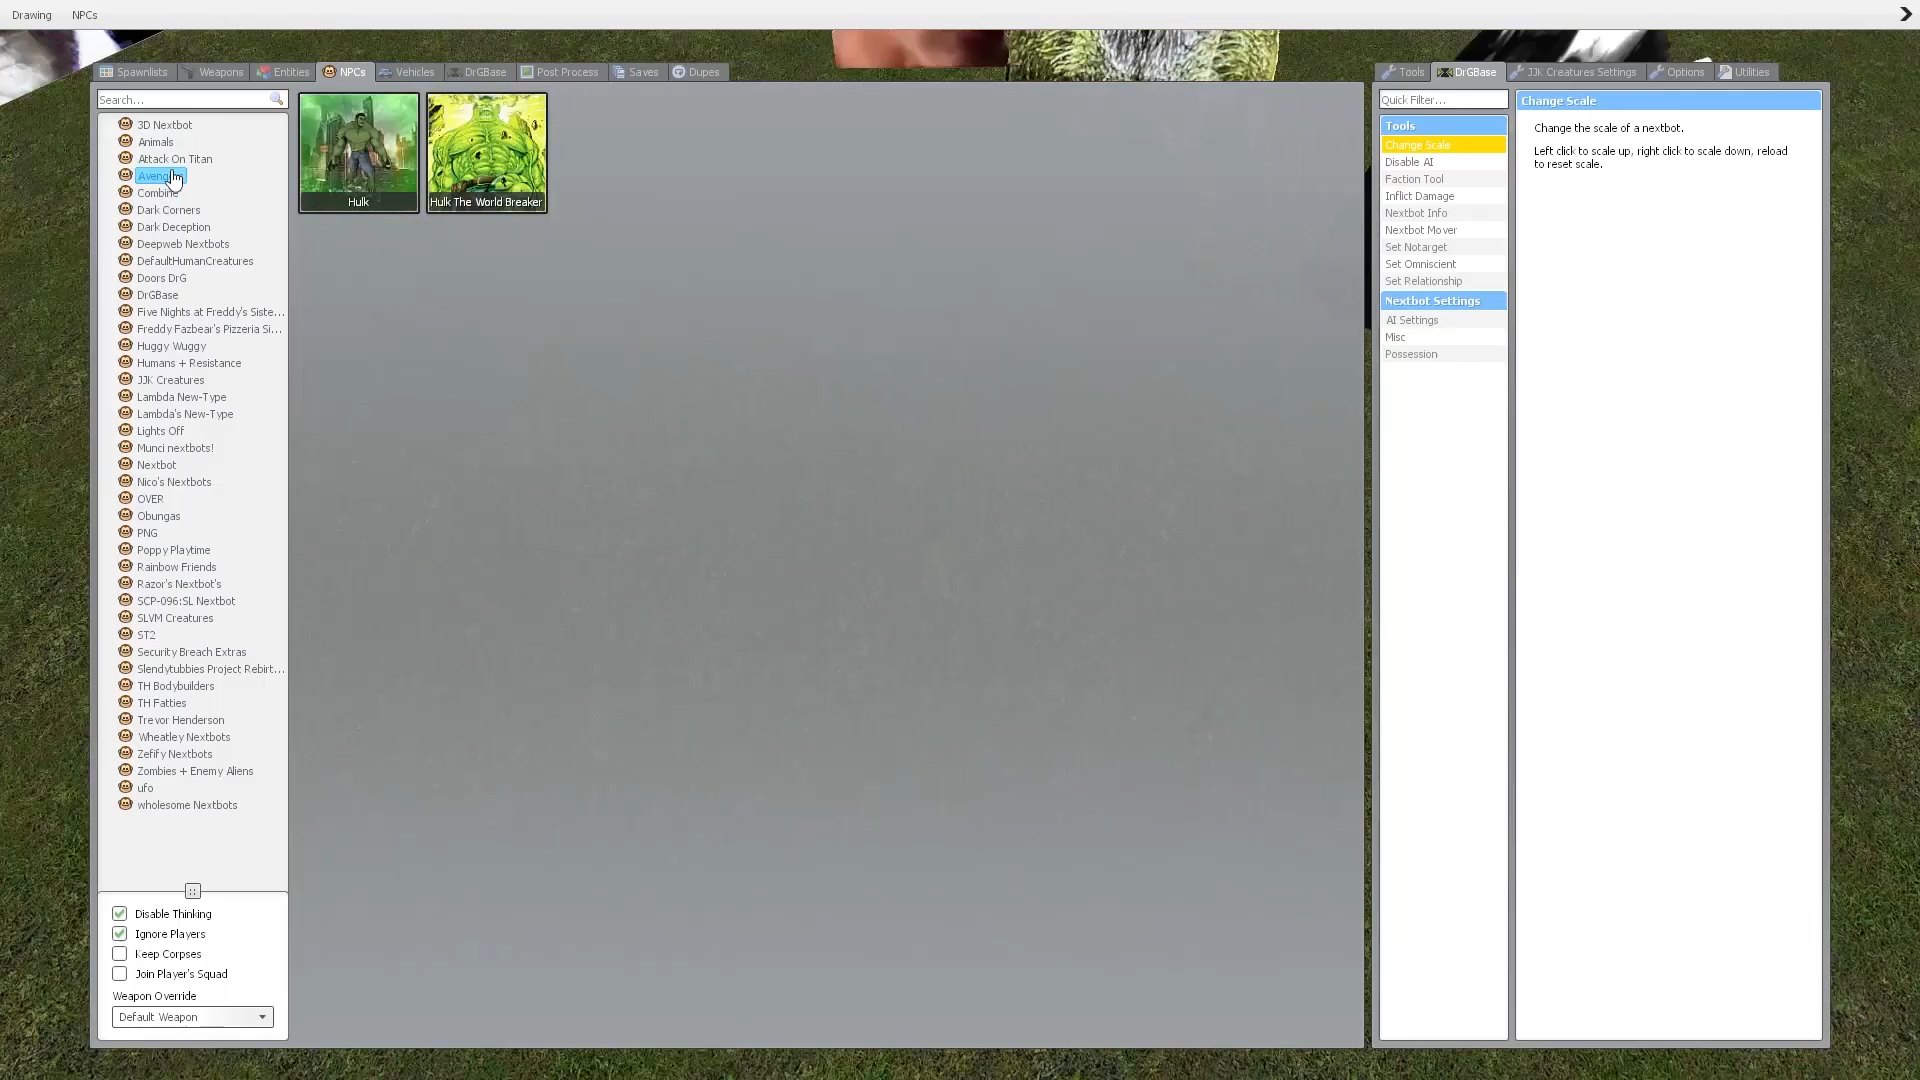 Drawing NPCs
Spawnlists Weapons Entities NPCs Vehicles DrGBase Post Process Saves Dupes
Search...
3D Nextbot
Animals
Attack On Titan
Combine
Dark Corners
Dark Deception
Deepweb Nextbots
DefaultHumanCreatures
Doors DrG
DrGBase
Five Nights at Freddy's Siste...
Freddy Fazbear's Pizzeria Si...
Huggy Wuggy
Humans + Resistance
JJK Creatures
Lambda New-Type
Lambda's New-Type
Lights Off
Munci nextbots!
Nextbot
Nico's Nextbots
OVER
Obungas
PNG
Poppy Playtime
Rainbow Friends
Razor's Nextbot's
SCP-096:SL Nextbot
SLVM Creatures
ST2
Security Breach Extras
Slendytubbies Project Rebirt...
TH Bodybuilders
TH Fatties
Trevor Henderson
Wheatley Nextbots
Zefify Nextbots
Zombies + Enemy Aliens
ufo
wholesome Nextbots
Disable Thinking
Ignore Players
Keep Corpses
Join Player's Squad
Weapon Override
Default Weapon
Hulk
Hulk The World Breaker
Tools DrGBase JJK Creatures Settings Options Utilities
Quick Filter...
Tools
Change Scale
Disable AI
Faction Tool
Inflict Damage
Nextbot Info
Nextbot Mover
Set Notarget
Set Omniscient
Set Relationship
Nextbot Settings
AI Settings
Misc
Possession
Change Scale
Change the scale of a nextbot.
Left click to scale up, right click to scale down, reload
to reset scale.